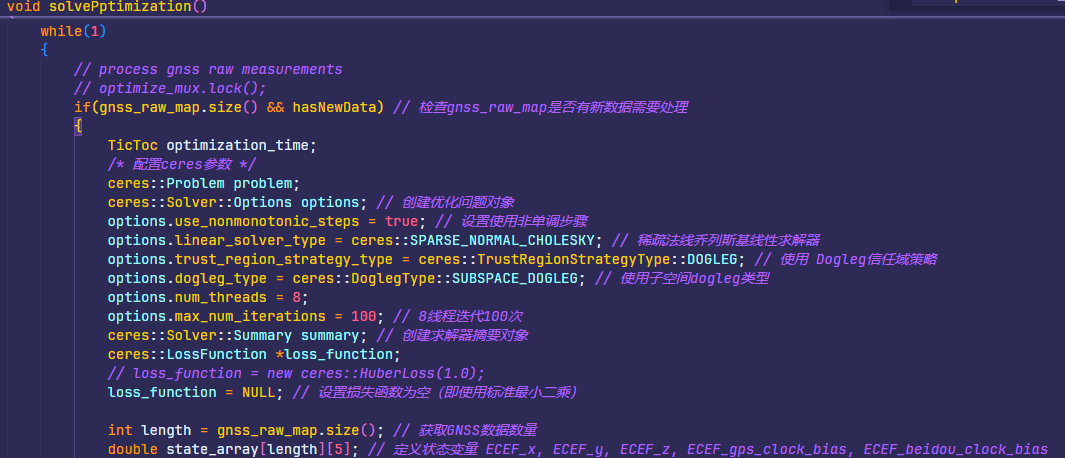 void solvePptimization()
while(1)
{
// process gnss raw measurements
// optimize_mux.lock();
if(gnss_raw_map.size() && hasNewData) // 检查gnss_raw_map是否有新数据需要处理
{
TicToc optimization_time;
/* 配置ceres参数 */
ceres::Problem problem;
ceres::Solver::Options options; // 创建优化问题对象
options.use_nonmonotonic_steps = true; // 设置使用非单调步骤
options.linear_solver_type = ceres::SPARSE_NORMAL_CHOLESKY; // 稀疏法线乔列斯基线性求解器
options.trust_region_strategy_type = ceres::TrustRegionStrategyType::DOGLEG; // 使用 Dogleg信任域策略
options.dogleg_type = ceres::DoglegType::SUBSPACE_DOGLEG; // 使用子空间dogleg类型
options.num_threads = 8;
options.max_num_iterations = 100; // 8线程迭代100次
ceres::Solver::Summary summary; // 创建求解器摘要对象
ceres::LossFunction *loss_function;
// loss_function = new ceres::HuberLoss(1.0);
loss_function = NULL; // 设置损失函数为空（即使用标准最小二乘）
int length = gnss_raw_map.size(); // 获取GNSS数据数量
double state_array[length][5]; // 定义状态变量 ECEF_x, ECEF_y, ECEF_z, ECEF_gps_clock_bias, ECEF_beidou_clock_bias